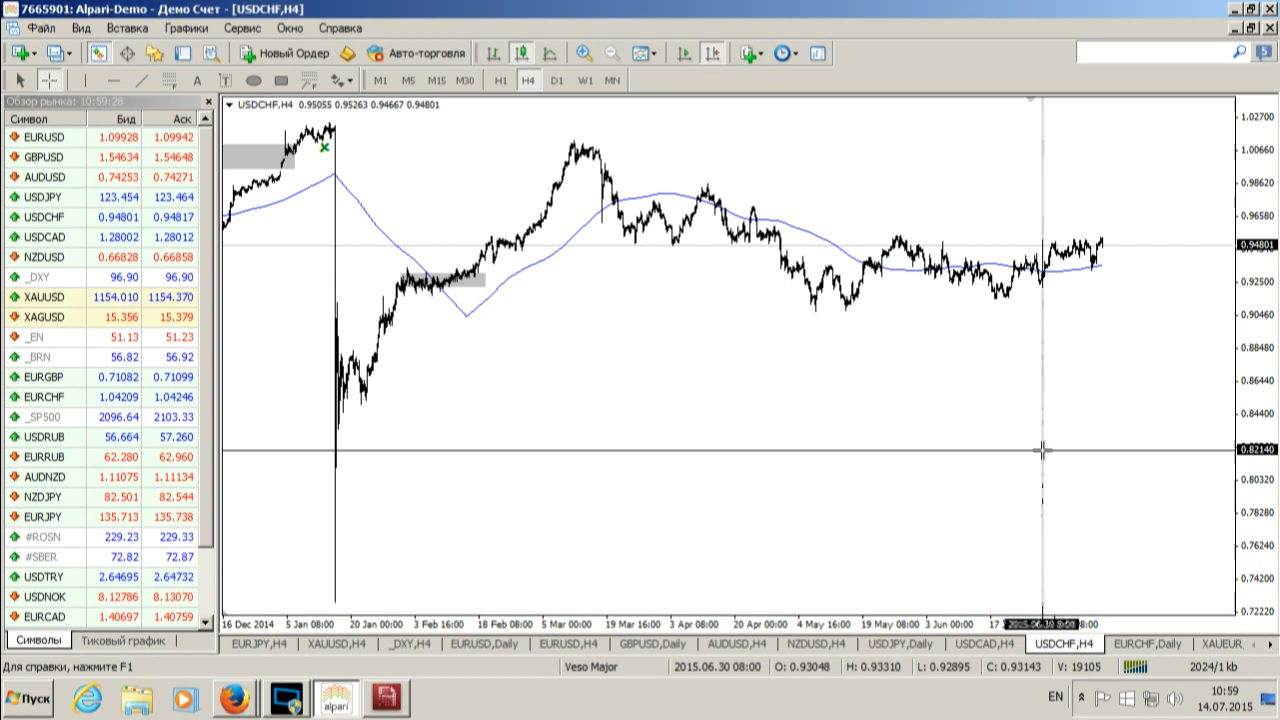 7665901: Alpari-Demo - Демо Счет - [USDCHF,H4]
Файл Вид Вставка Графики Сервис Окно Справка
Новый Ордер Авто-торговля
M1 M5 M15 M30 H1 H4 D1 W1 MN
Обзор рынка: 10:59:28
Символ Бид Аск
EURUSD 1.09928 1.09942
GBPUSD 1.54634 1.54648
AUDUSD 0.74253 0.74271
USDJPY 123.454 123.464
USDCHF 0.94801 0.94817
USDCAD 1.28002 1.28012
NZDUSD 0.66828 0.66858
_DXY 96.90 96.90
XAUUSD 1154.010 1154.370
XAGUSD 15.356 15.379
_EN 51.13 51.23
_BRN 56.82 56.92
EURGBP 0.71082 0.71099
EURCHF 1.04209 1.04246
_SP500 2096.64 2103.33
USDRUB 56.664 57.260
EURRUB 62.280 62.960
AUDNZD 1.11075 1.11134
NZDJPY 82.501 82.544
EURJPY 135.713 135.738
#ROSN 229.23 229.33
#SBER 72.82 72.87
USDTRY 2.64695 2.64732
USDNOK 8.12786 8.13070
EURCAD 1.40697 1.40759
Символы Тиковый график
USDCHF,H4 0.95055 0.95263 0.94667 0.94801
1.02700
1.00660
0.98620
0.96580
0.94801
0.92500
0.90460
0.88480
0.86440
0.84400
0.82140
0.80320
0.78280
0.76240
0.74200
0.72220
16 Dec 2014 5 Jan 08:00 20 Jan 00:00 3 Feb 16:00 18 Feb 08:00 5 Mar 00:00 19 Mar 16:00 3 Apr 08:00 20 Apr 00:00 4 May 16:00 19 May 08:00 3 Jun 00:00 17
EURJPY,H4 XAUUSD,H4 _DXY,H4 EURUSD,Daily EURUSD,H4 GBPUSD,Daily AUDUSD,H4 NZDUSD,H4 USDJPY,Daily USDCAD,H4 USDCHF,H4 EURCHF,Daily XAUEUR
Для справки, нажмите F1 Veso Major 2015.06.30 08:00 O: 0.93048 H: 0.93310 L: 0.92895 C: 0.93143 V: 19105 2024/1 kb
Пуск alpari EN 10:59
14.07.2015